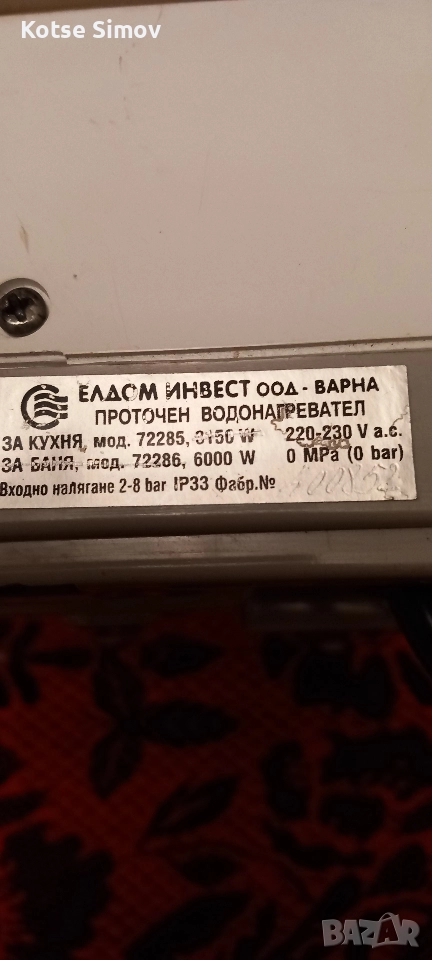 Kotse Simov
ЕЛДОМ ИНВЕСТ ООД - ВАРНА
ПРОТОЧЕН ВОДОНАГРЕВАТЕЛ
ЗА КУХНЯ, мод. 72285, 3150 W 220-230 V a.c.
ЗА БАНЯ, мод. 72286, 6000 W 0 MPa (0 bar)
Входно налягане 2-8 bar IP33 Фабр.№
BAZAR